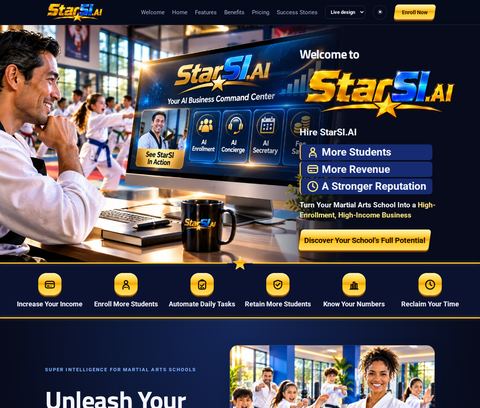 StarSI.AI
Welcome
Home
Features
Benefits
Pricing
Success Stories
Live design
Enroll Now
StarSI.AI
Your AI Business Command Center
See StarSI
In Action
AI
Enrollment
AI
Concierge
AI
Secretary
StarSI.AI
Welcome to
StarSI.AI
Hire StarSI.AI
More Students
More Revenue
A Stronger Reputation
Turn Your Martial Arts School Into a High-
Enrollment, High-Income Business
Discover Your School's Full Potential
Increase Your Income
Enroll More Students
Automate Daily Tasks
Retain More Students
Know Your Numbers
Reclaim Your Time
SUPER INTELLIGENCE FOR MARTIAL ARTS SCHOOLS
Unleash Your